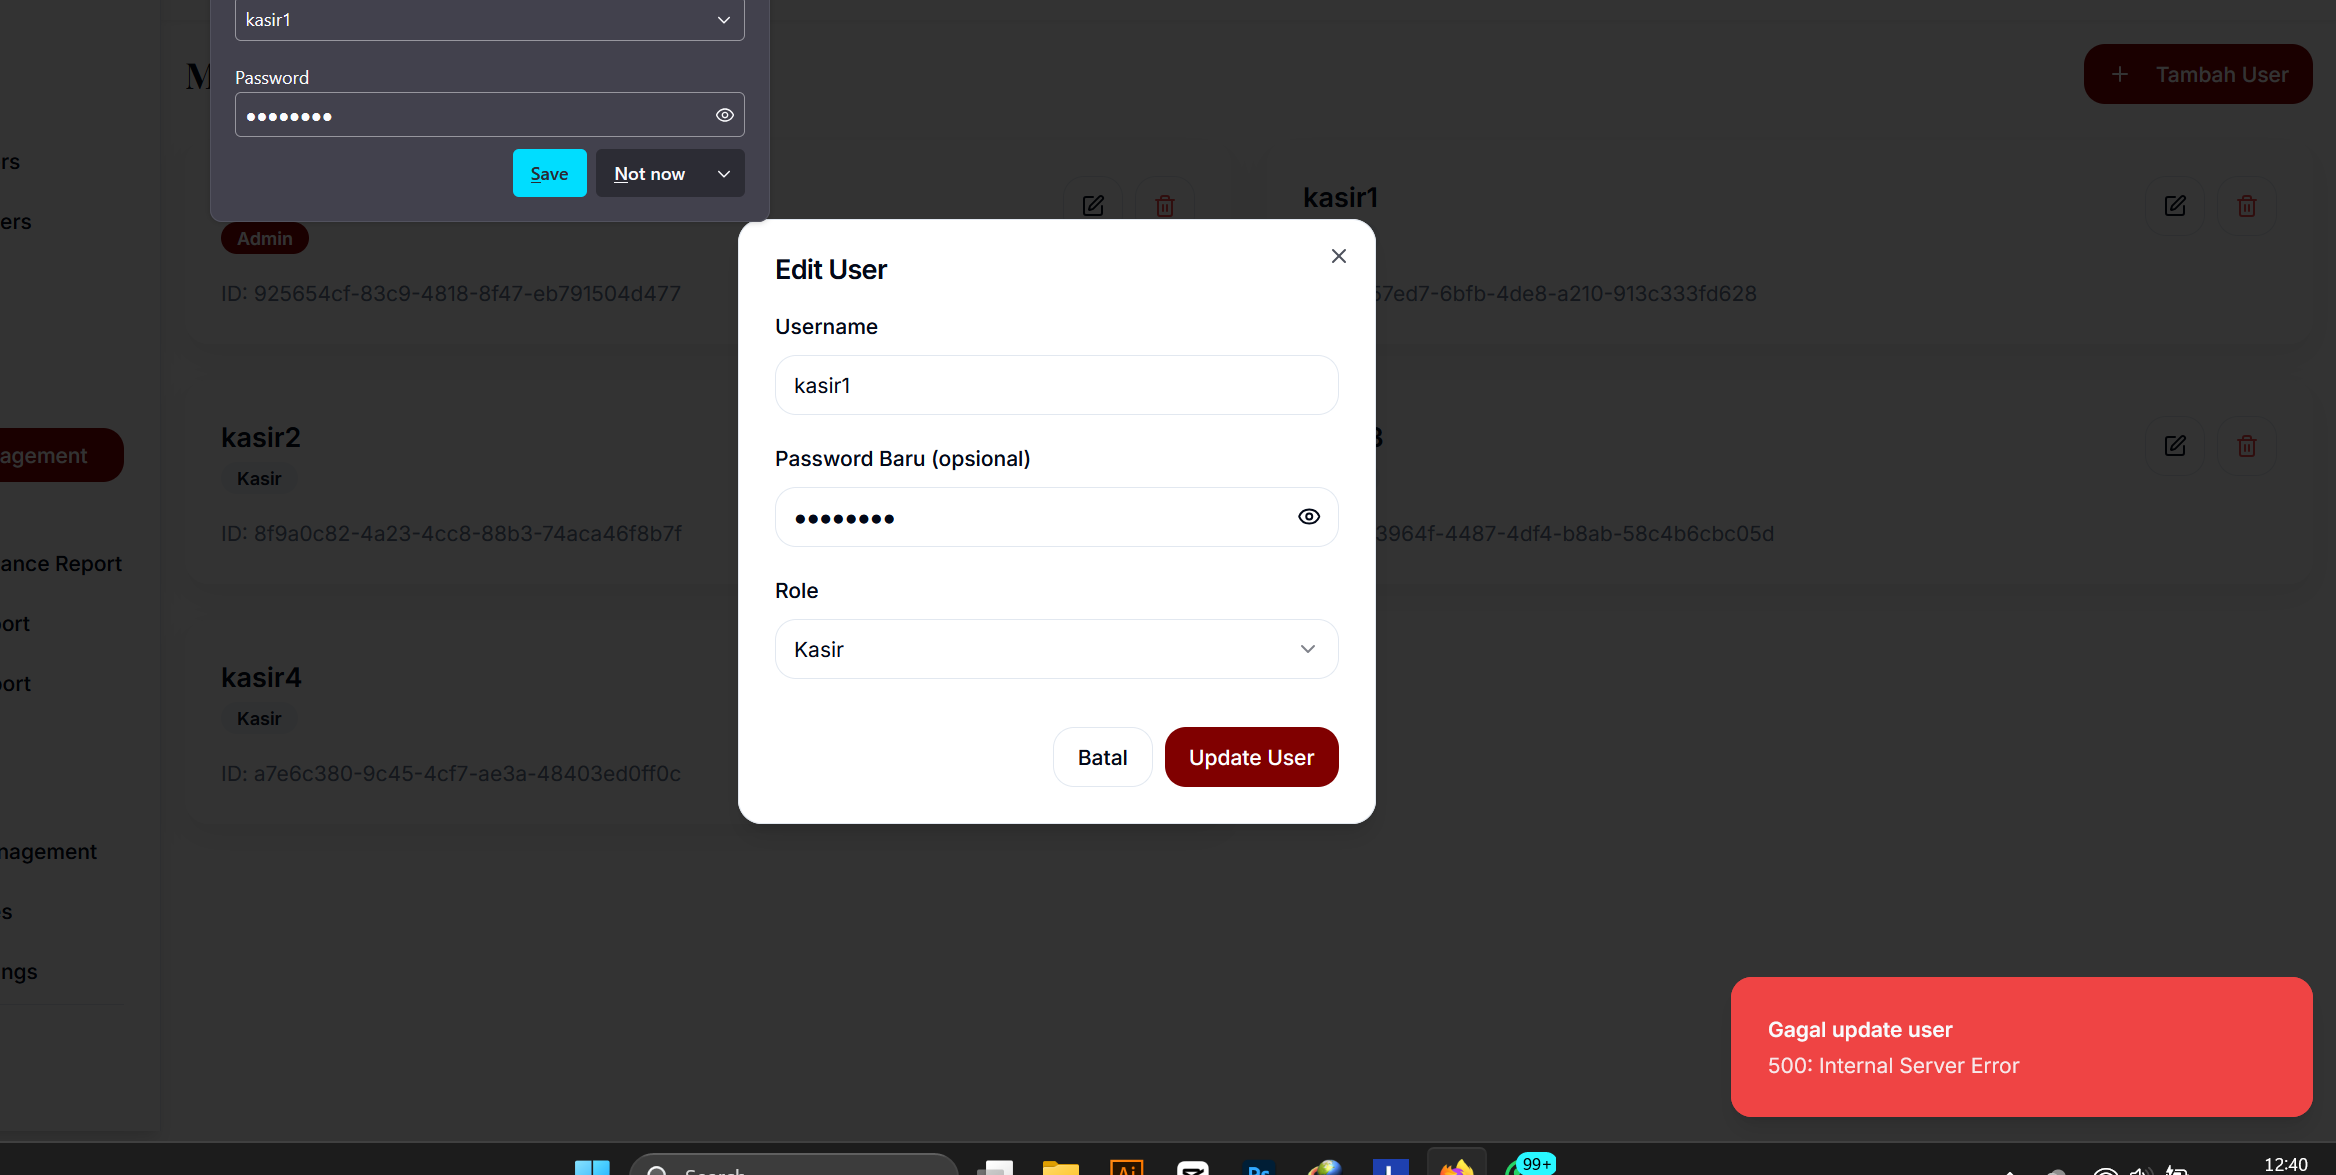 kasir1
Password
Save
Not now
Tambah User
rs
ers
agement
ance Report
ort
ort
nagement
s
ngs
Admin
ID: 925654cf-83c9-4818-8f47-eb791504d477
kasir1
57ed7-6bfb-4de8-a210-913c333fd628
kasir2
Kasir
ID: 8f9a0c82-4a23-4cc8-88b3-74aca46f8b7f
3
3964f-4487-4df4-b8ab-58c4b6cbc05d
kasir4
Kasir
ID: a7e6c380-9c45-4cf7-ae3a-48403ed0ff0c
Edit User
Username
kasir1
Password Baru (opsional)
Role
Kasir
Batal
Update User
Gagal update user
500: Internal Server Error
Search
Ai
Ps
99+
12:40